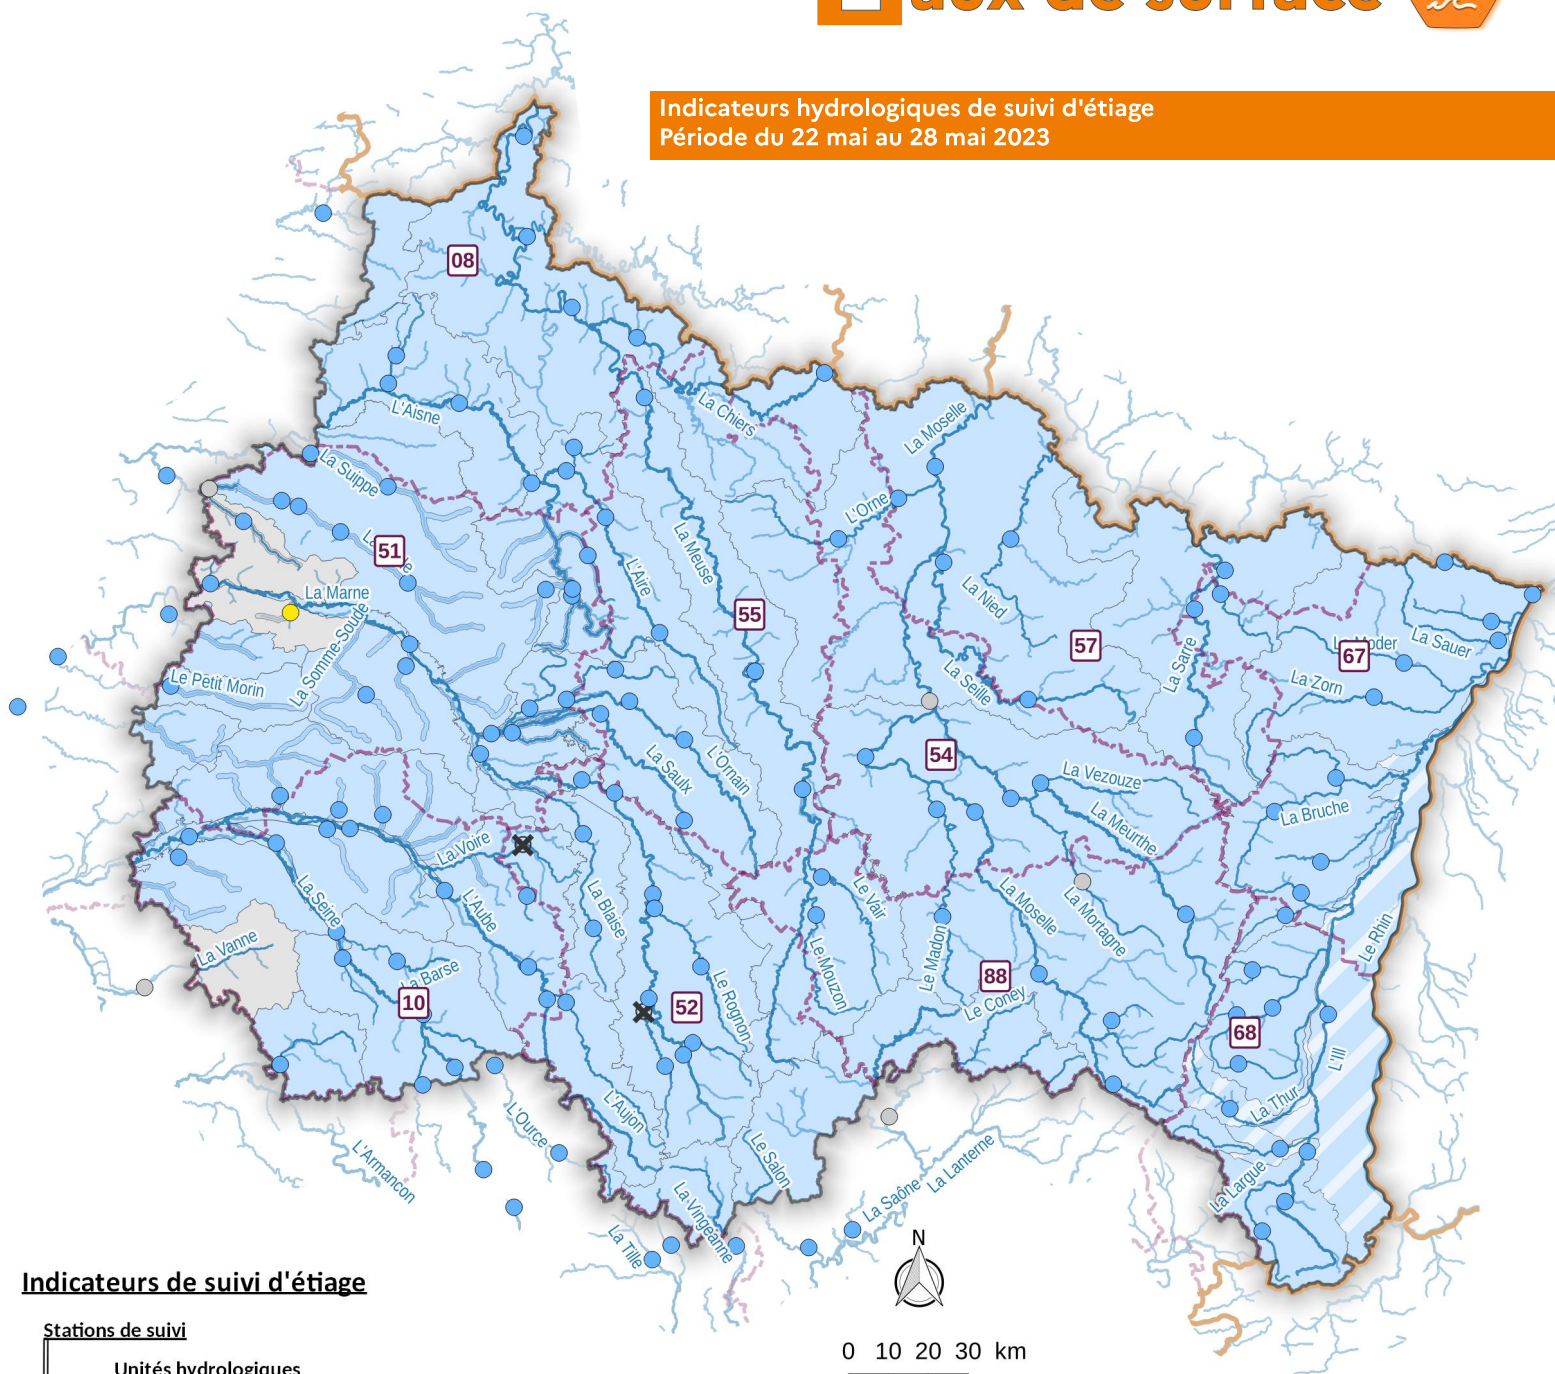 aux de surface
Indicateurs hydrologiques de suivi d'étiage
Période du 22 mai au 28 mai 2023
08
L'Aisne
La Chiers
La Moselle
La Suippe
L'Orne
51
La Meuse
L'Aire
La Marne
La Nied
55
57
La Sarre
67
Moder
La Sauer
La Somme-Soude
Le Petit Morin
La Seille
La Zorn
54
La Saulx
L'Ornain
La Vezouze
La Meurthe
La Bruche
La Voire
La Seine
L'Aube
La Blaise
Le Vair
La Moselle
La Mortagne
La Vanne
La Barse
Le Madon
Le Rhin
10
52
Le Rognon
Le Mouzon
88
Le Coney
68
L'Ill
La Thur
L'Ource
L'Aujon
Le Salon
L'Armançon
La Lanterne
La Saône
La Largue
La Vingeanne
La Tille
N
Indicateurs de suivi d'étiage
Stations de suivi
Unités hydrologiques
0 10 20 30 km